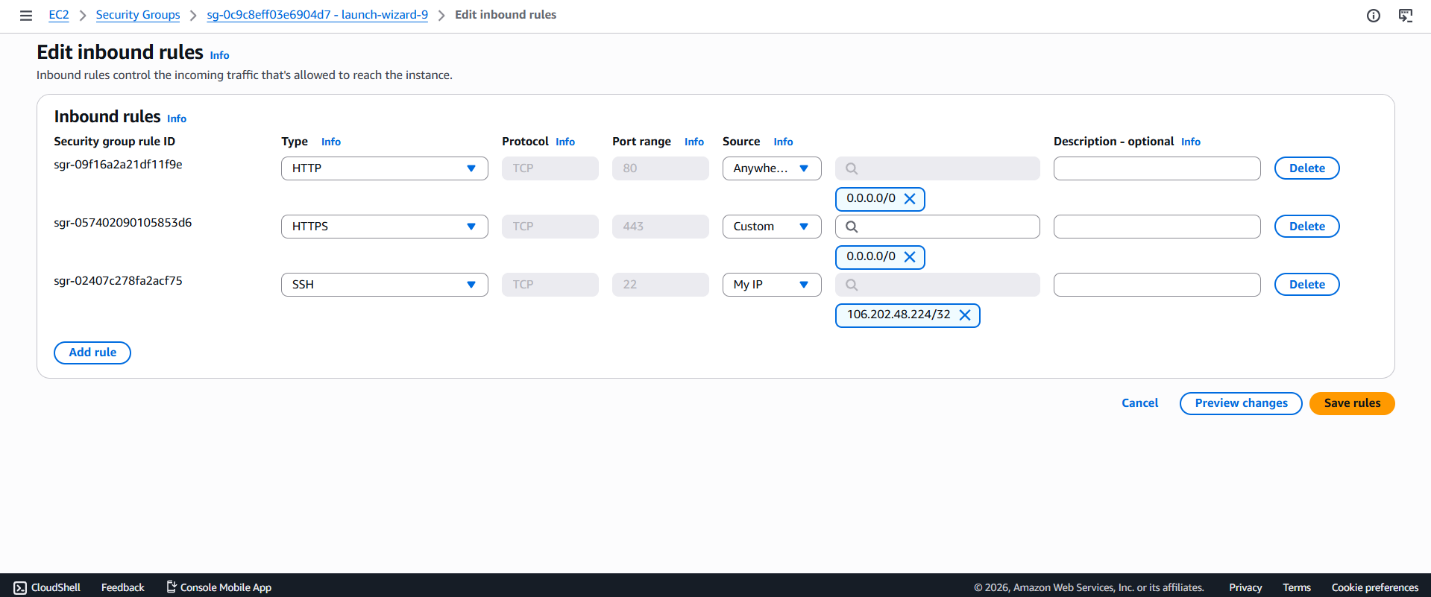 EC2 > Security Groups > sg-0c9c8eff03e6904d7 - launch-wizard-9 > Edit inbound rules
Edit inbound rules Info
Inbound rules control the incoming traffic that's allowed to reach the instance.
Inbound rules Info
Security group rule ID Type Info Protocol Info Port range Info Source Info Description - optional Info
sgr-09f16a2a21df11f9e HTTP TCP 80 Anywhe... Delete
0.0.0.0/0
sgr-057402090105853d6 HTTPS TCP 443 Custom Delete
0.0.0.0/0
sgr-02407c278fa2acf75 SSH TCP 22 My IP Delete
106.202.48.224/32
Add rule
Cancel Preview changes Save rules
CloudShell Feedback Console Mobile App © 2026, Amazon Web Services, Inc. or its affiliates. Privacy Terms Cookie preferences